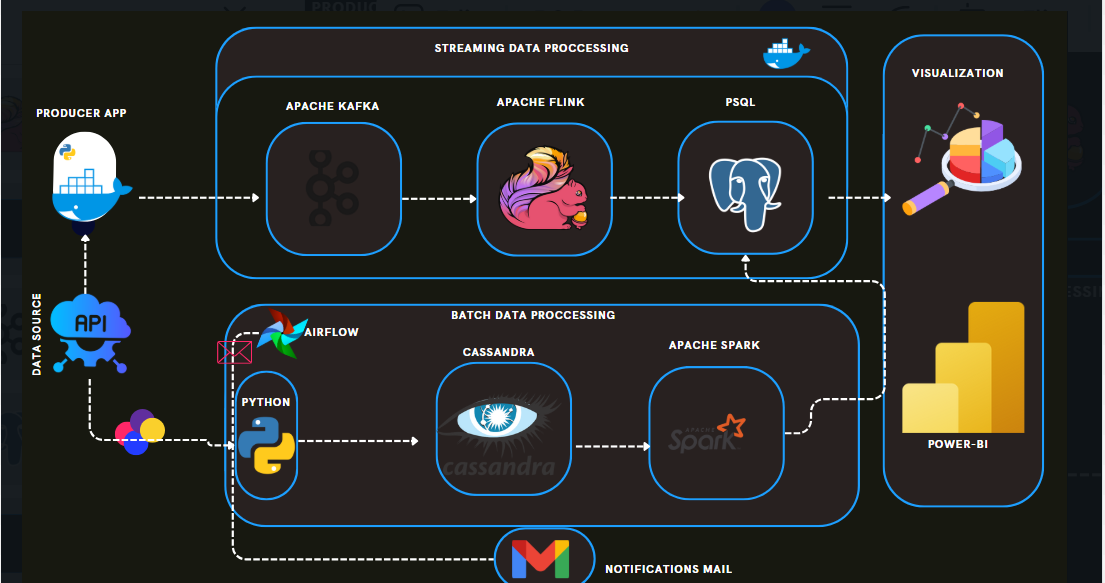 PRODUC
STREAMING DATA PROCCESSING
VISUALIZATION
PRODUCER APP
APACHE KAFKA
APACHE FLINK
PSQL
DATA SOURCE
API
BATCH DATA PROCCESSING
AIRFLOW
CASSANDRA
APACHE SPARK
PYTHON
APACHE
Spark
cassandra
POWER-BI
NOTIFICATIONS MAIL